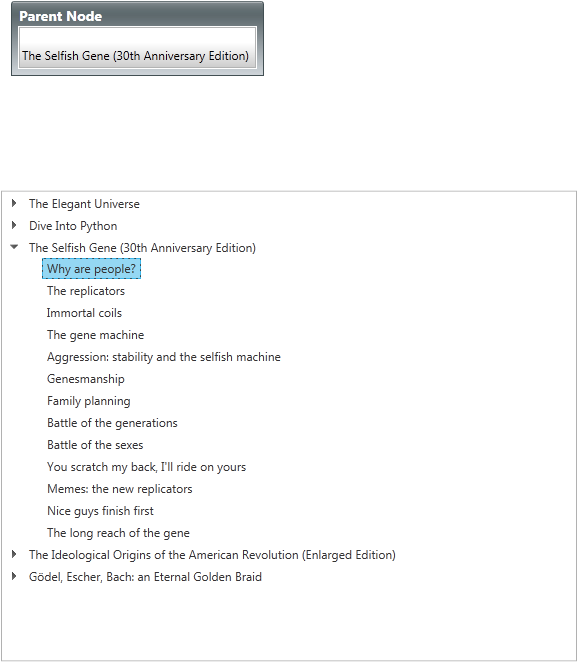 Parent Node
The Selfish Gene (30th Anniversary Edition)
The Elegant Universe
Dive Into Python
The Selfish Gene (30th Anniversary Edition)
Why are people?
The replicators
Immortal coils
The gene machine
Aggression: stability and the selfish machine
Genesmanship
Family planning
Battle of the generations
Battle of the sexes
You scratch my back, I'll ride on yours
Memes: the new replicators
Nice guys finish first
The long reach of the gene
The Ideological Origins of the American Revolution (Enlarged Edition)
Gödel, Escher, Bach: an Eternal Golden Braid